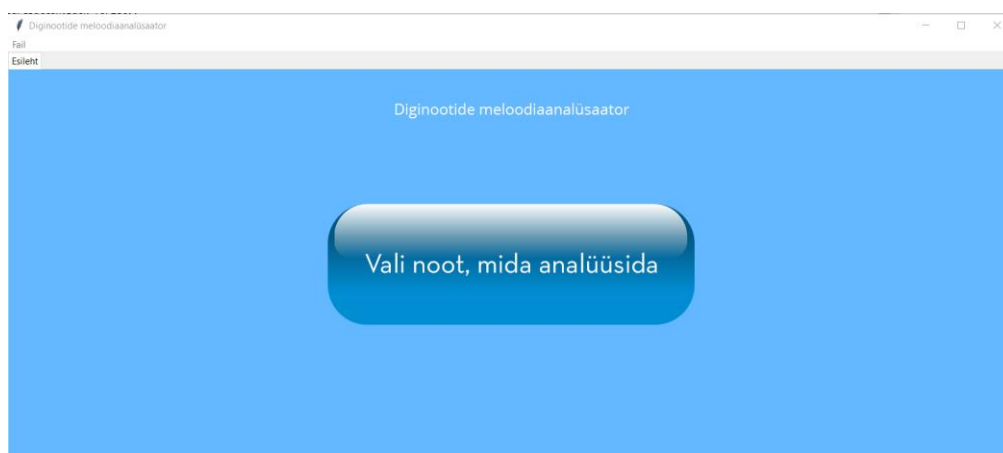 Diginootide meloodiaanalüsaator
Fail
Esileht
Diginootide meloodiaanalüsaator
Vali noot, mida analüüsida